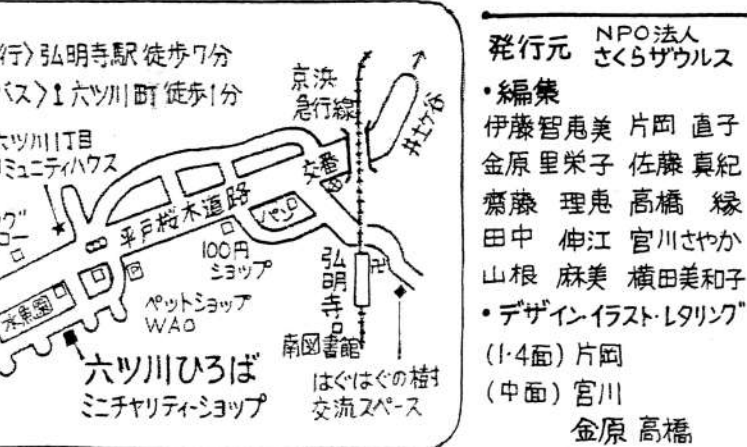 行〉弘明寺駅 徒歩7分
バス〉1 六ツ川町 徒歩1分
六ツ川1丁目
コミュニティハウス
京浜
急行線
井土ケ谷
交番
平戸桜木道路
パン
100円
ショップ
弘明寺
卍
ペットショップ
WAO
水魚園
南図書館
六ツ川ひろば
ミニチャリティーショップ
はぐはぐの樹
交流スペース
発行元 NPO法人
さくらザウルス
・編集
伊藤智恵美 片岡 直子
金原里栄子 佐藤 真紀
齋藤 理恵 高橋 縁
田中 伸江 宮川さやか
山根 麻美 横田美和子
・デザイン・イラスト・レタリング
(1・4面) 片岡
(中面) 宮川
金原 高橋